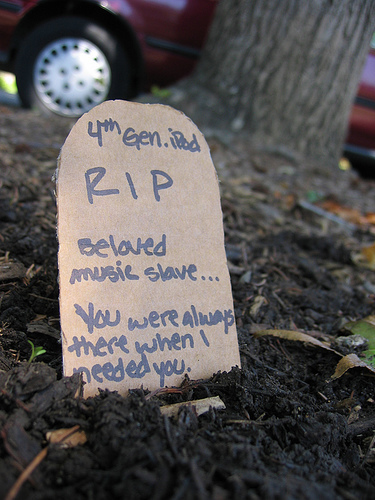 4th Gen. iPod
RIP
Beloved
music slave...
You were always
there when I
needed you.